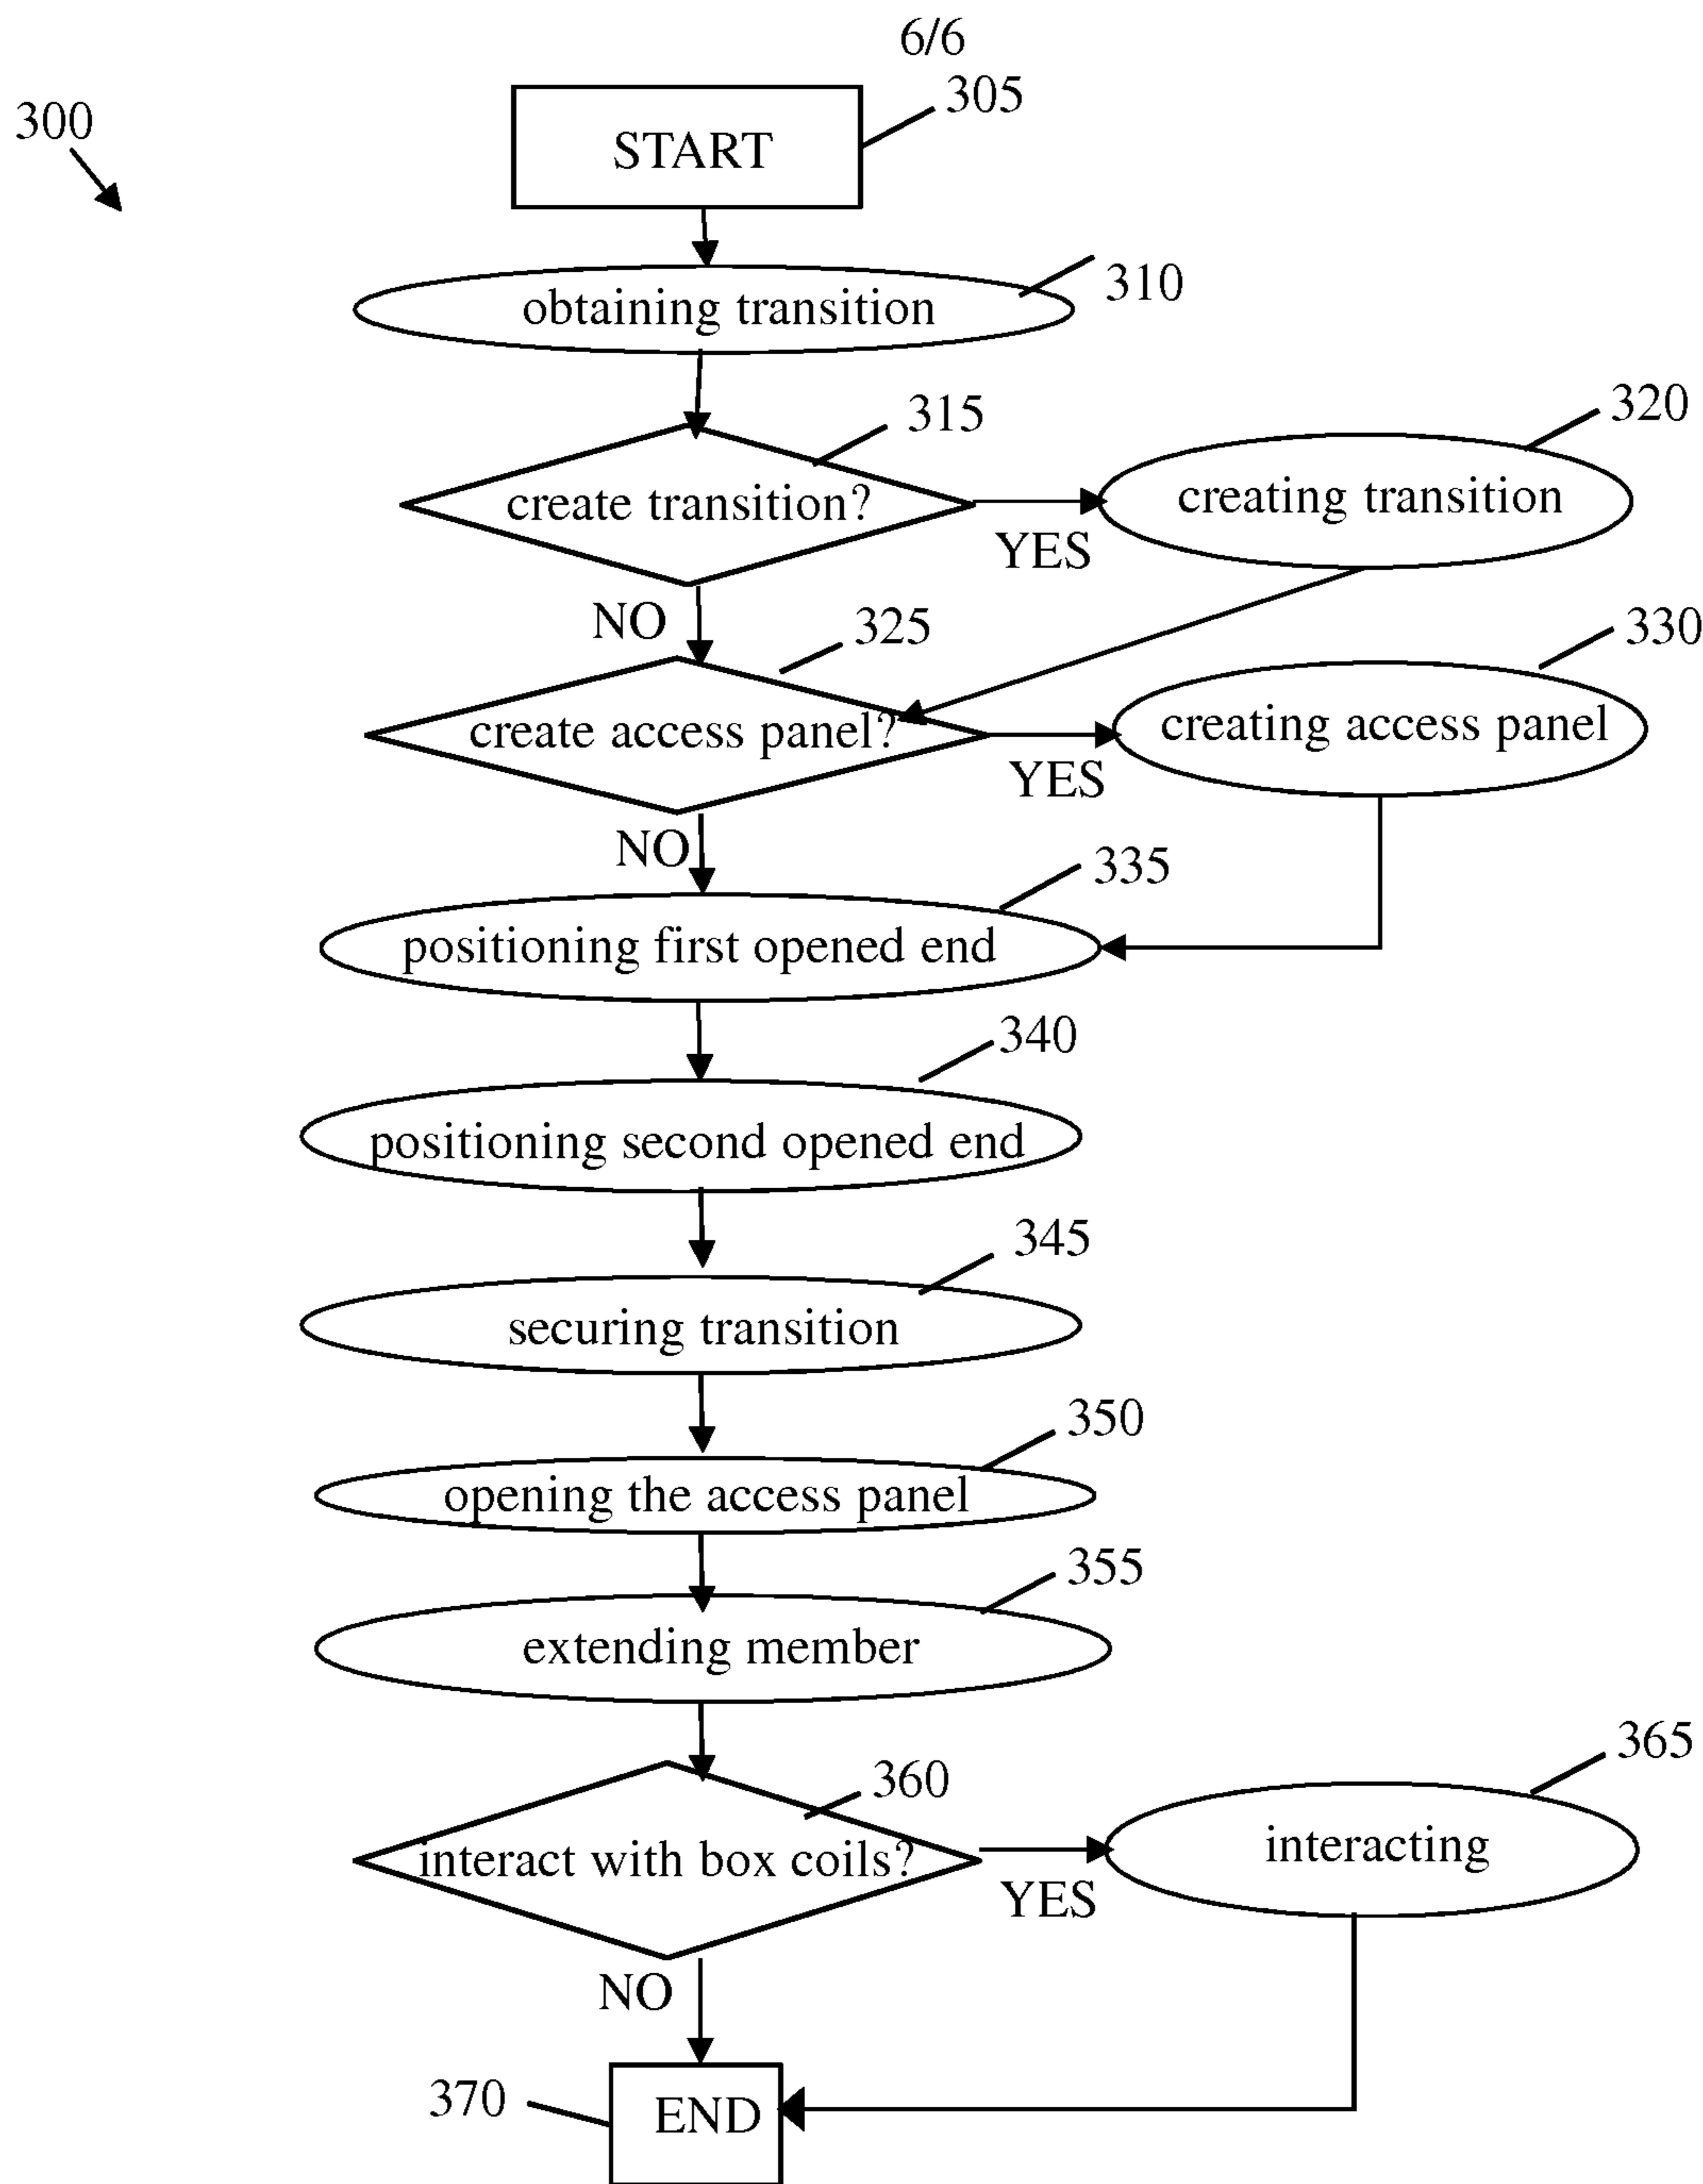 6/6
300
START
305
obtaining transition
310
create transition?
315
YES
creating transition
320
NO
create access panel?
325
YES
creating access panel
330
NO
positioning first opened end
335
positioning second opened end
340
securing transition
345
opening the access panel
350
extending member
355
interact with box coils?
360
YES
interacting
365
NO
370
END